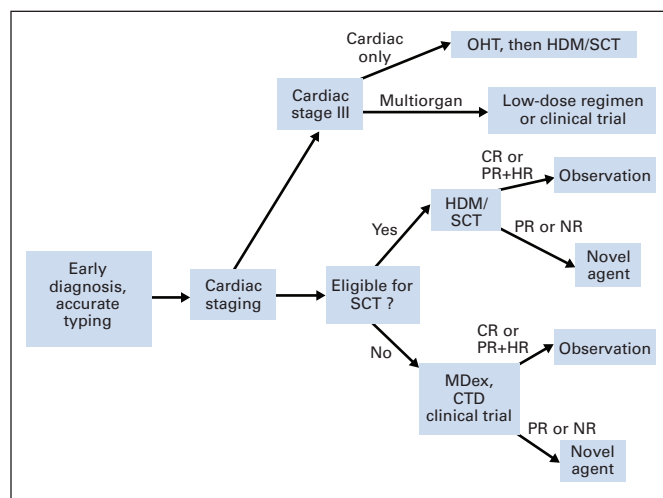 Cardiac
only
OHT, then HDM/SCT
Cardiac
stage III
Multiorgan
Low-dose regimen
or clinical trial
CR or
PR+HR
Observation
HDM/
SCT
Yes
PR or NR
Novel
agent
Early
diagnosis,
accurate
typing
Cardiac
staging
Eligible for
SCT ?
No
CR or
PR+HR
Observation
MDex,
CTD
clinical trial
PR or NR
Novel
agent